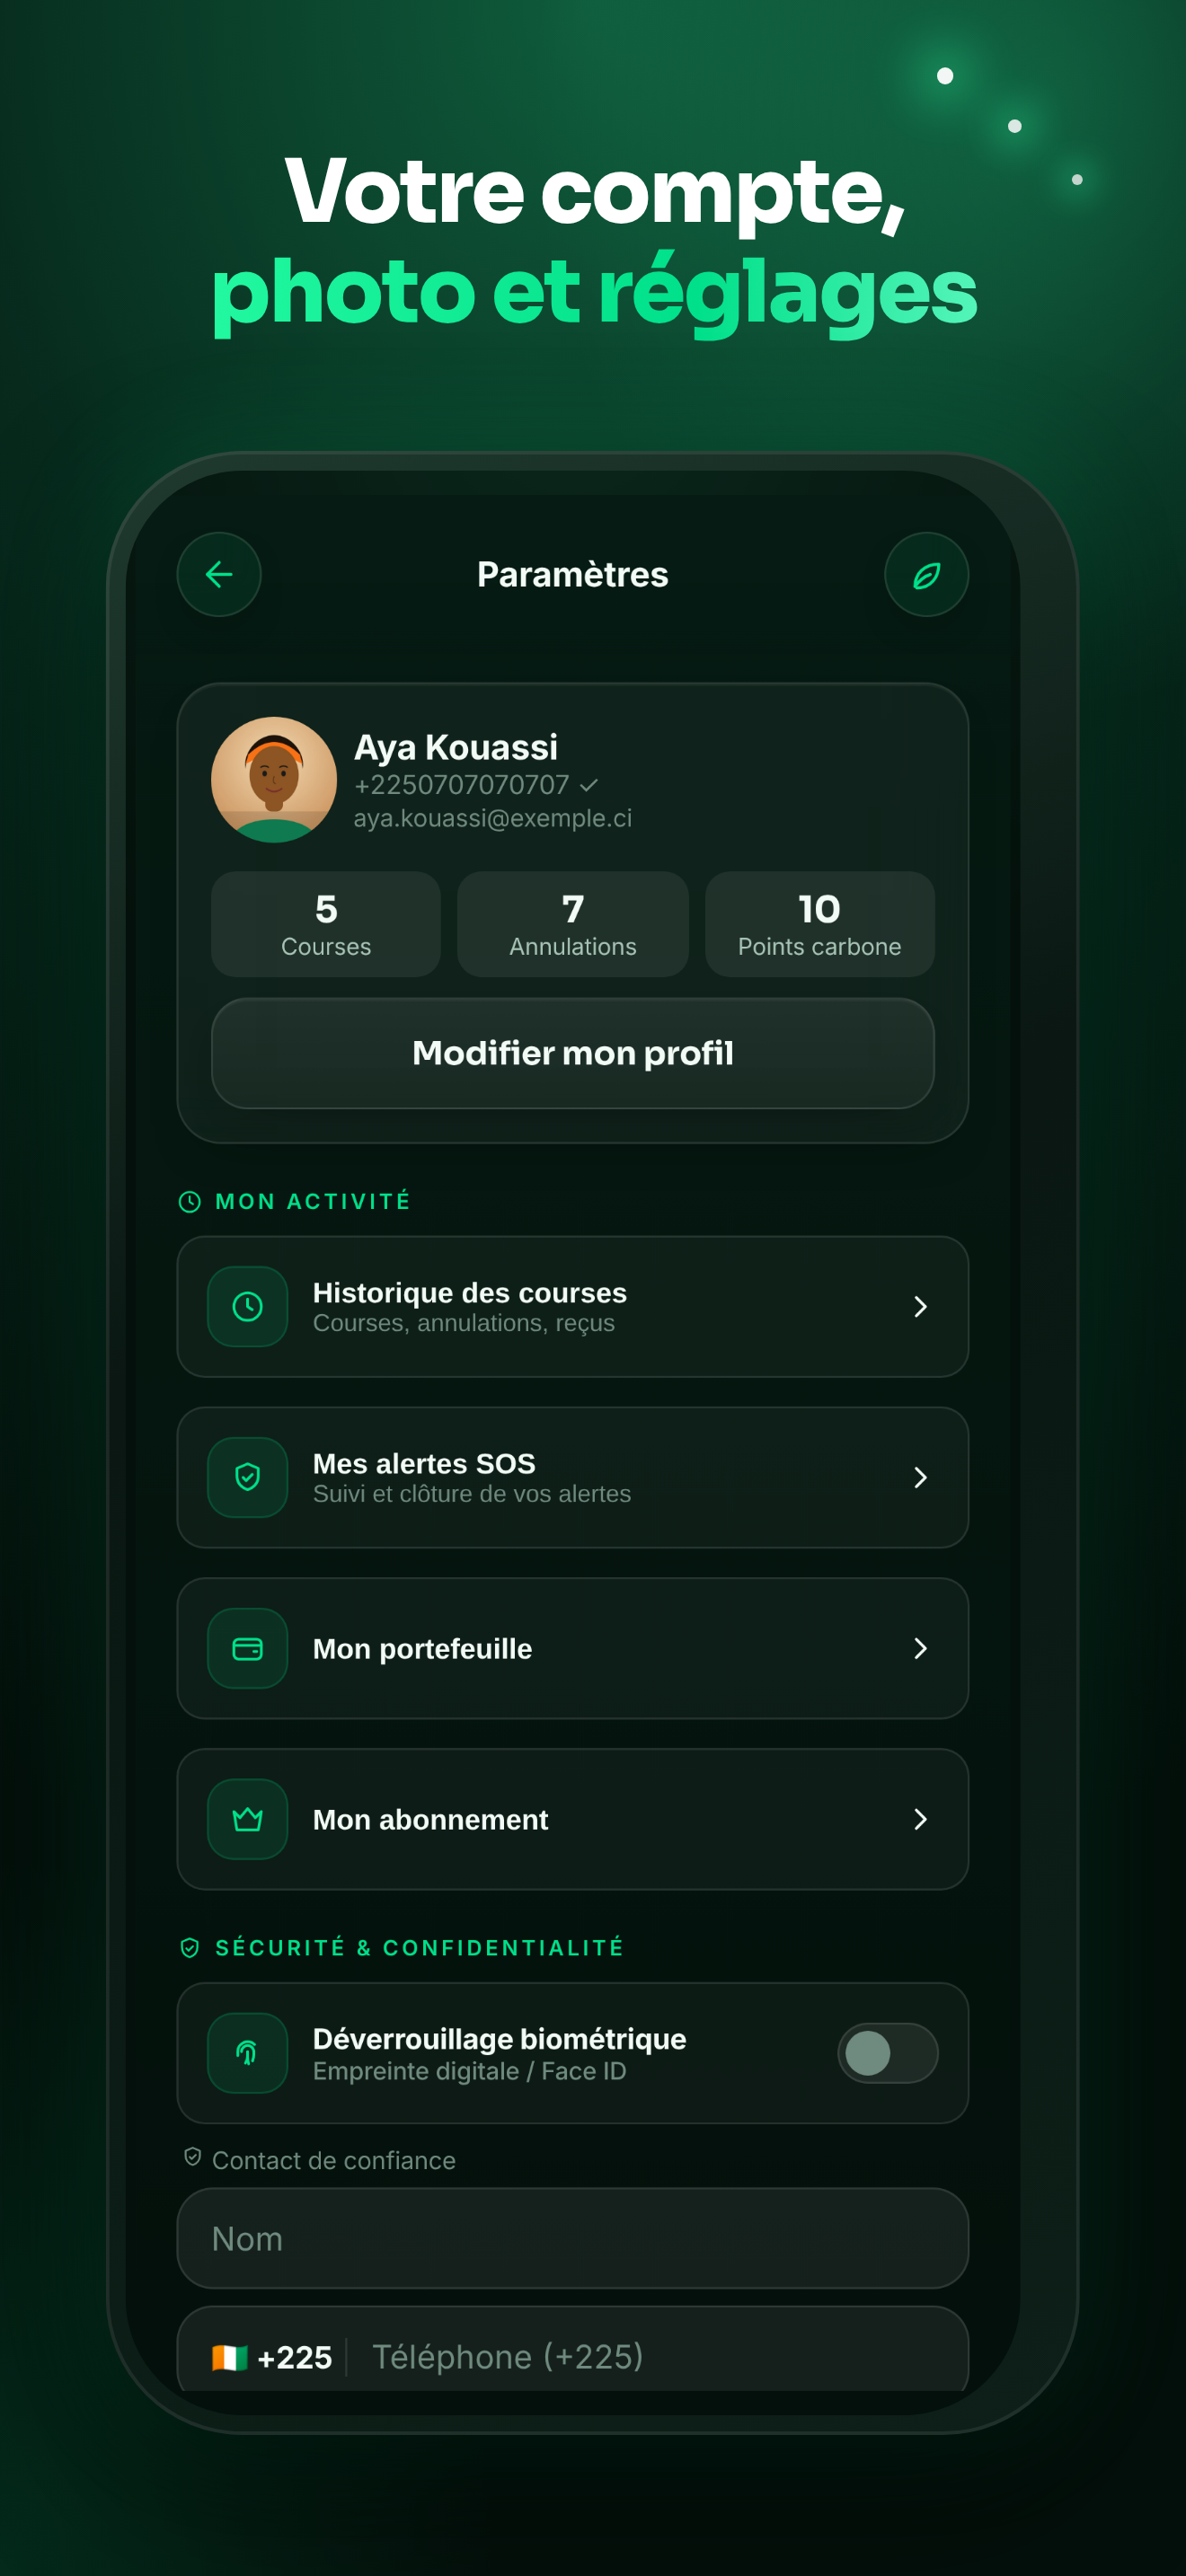 Votre compte,
photo et réglages
Paramètres
Aya Kouassi
+2250707070707
aya.kouassi@exemple.ci
5
Courses
7
Annulations
10
Points carbone
Modifier mon profil
MON ACTIVITÉ
Historique des courses
Courses, annulations, reçus
Mes alertes SOS
Suivi et clôture de vos alertes
Mon portefeuille
Mon abonnement
SÉCURITÉ & CONFIDENTIALITÉ
Déverrouillage biométrique
Empreinte digitale / Face ID
Contact de confiance
Nom
+225 Téléphone (+225)